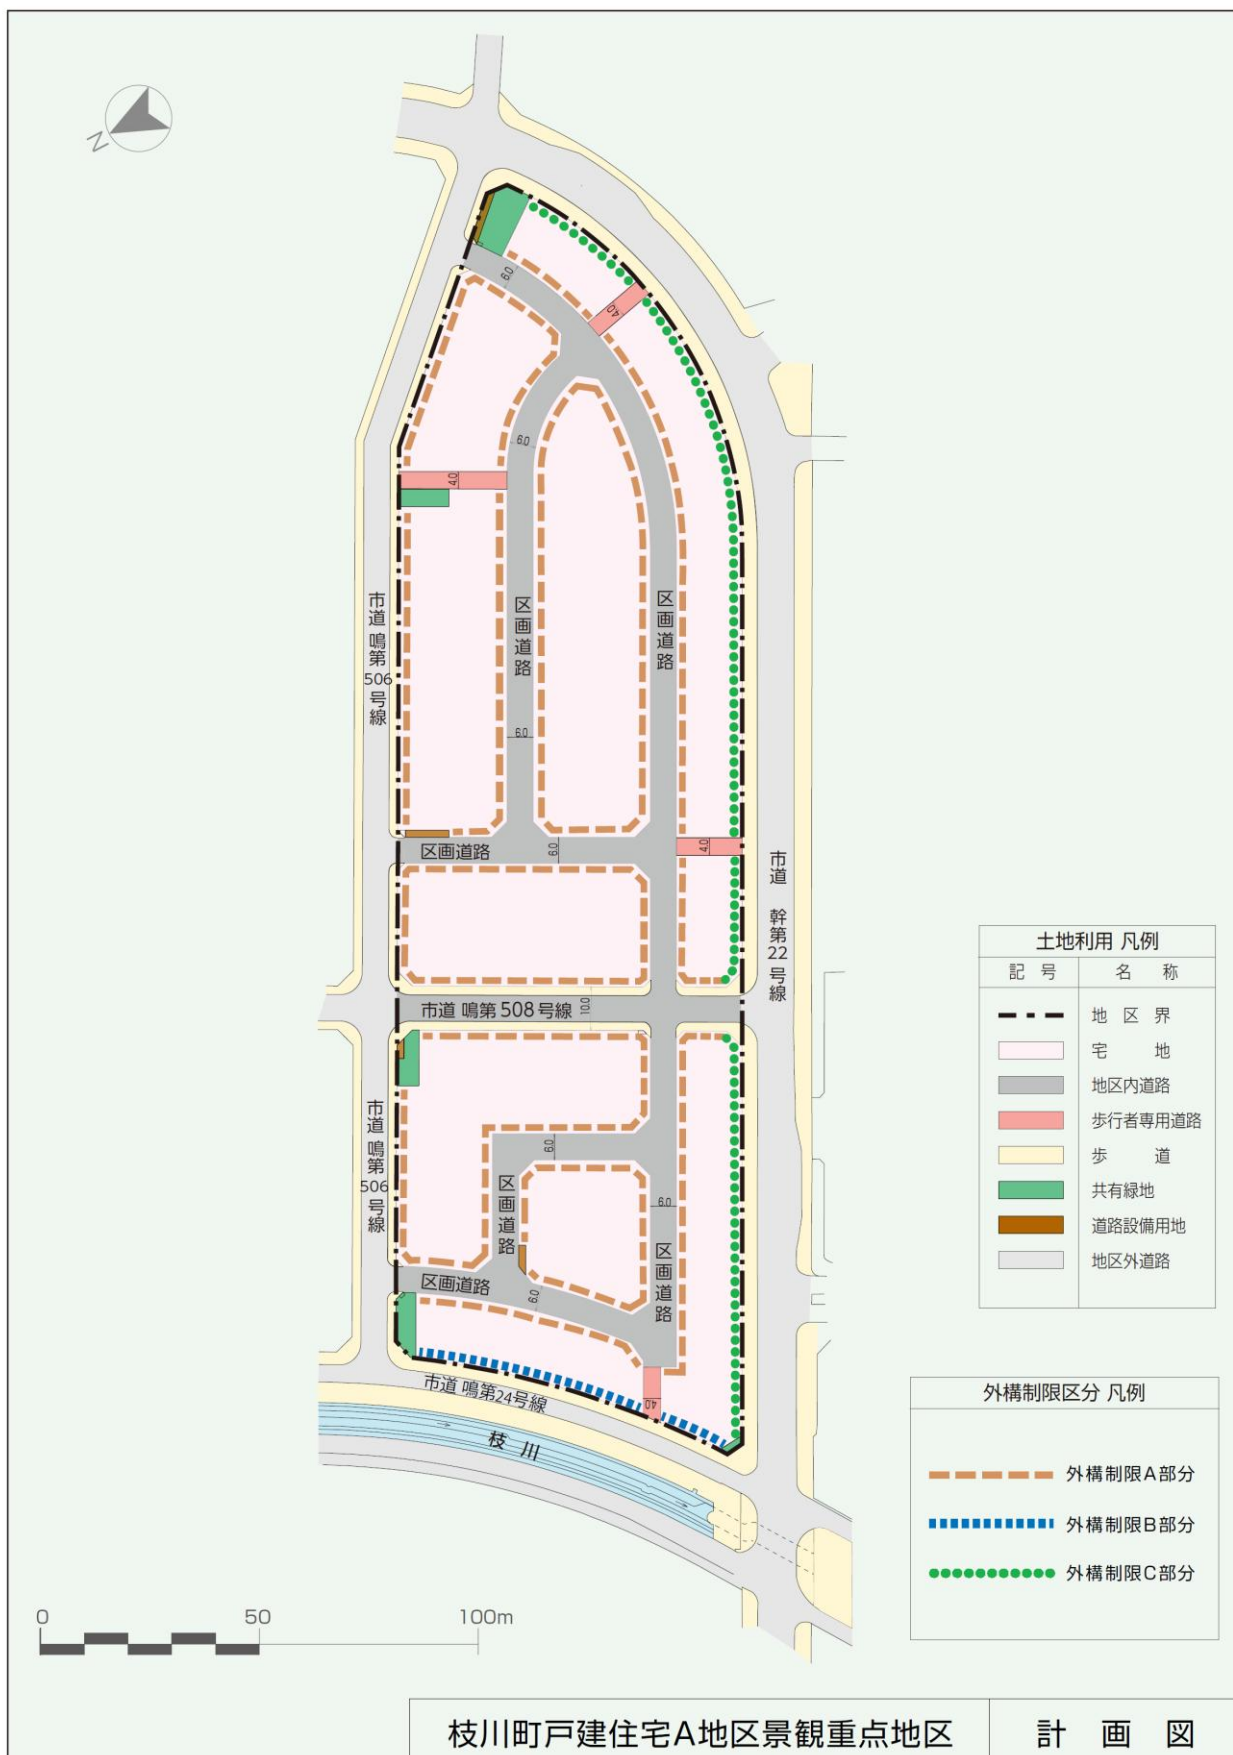 N
6.0
4.0
6.0
4.0
市道 鳴第506号線
区画道路
区画道路
6.0
区画道路
6.0
4.0
市道 幹第22号線
市道 鳴第508号線
10.0
市道 鳴第506号線
6.0
区画道路
6.0
区画道路
区画道路
6.0
4.0
市道 鳴第24号線
枝川
土地利用 凡例
記号 名称
地区界
宅地
地区内道路
歩行者専用道路
歩道
共有緑地
道路設備用地
地区外道路
外構制限区分 凡例
外構制限A部分
外構制限B部分
外構制限C部分
0 50 100m
枝川町戸建住宅A地区景観重点地区 計画図